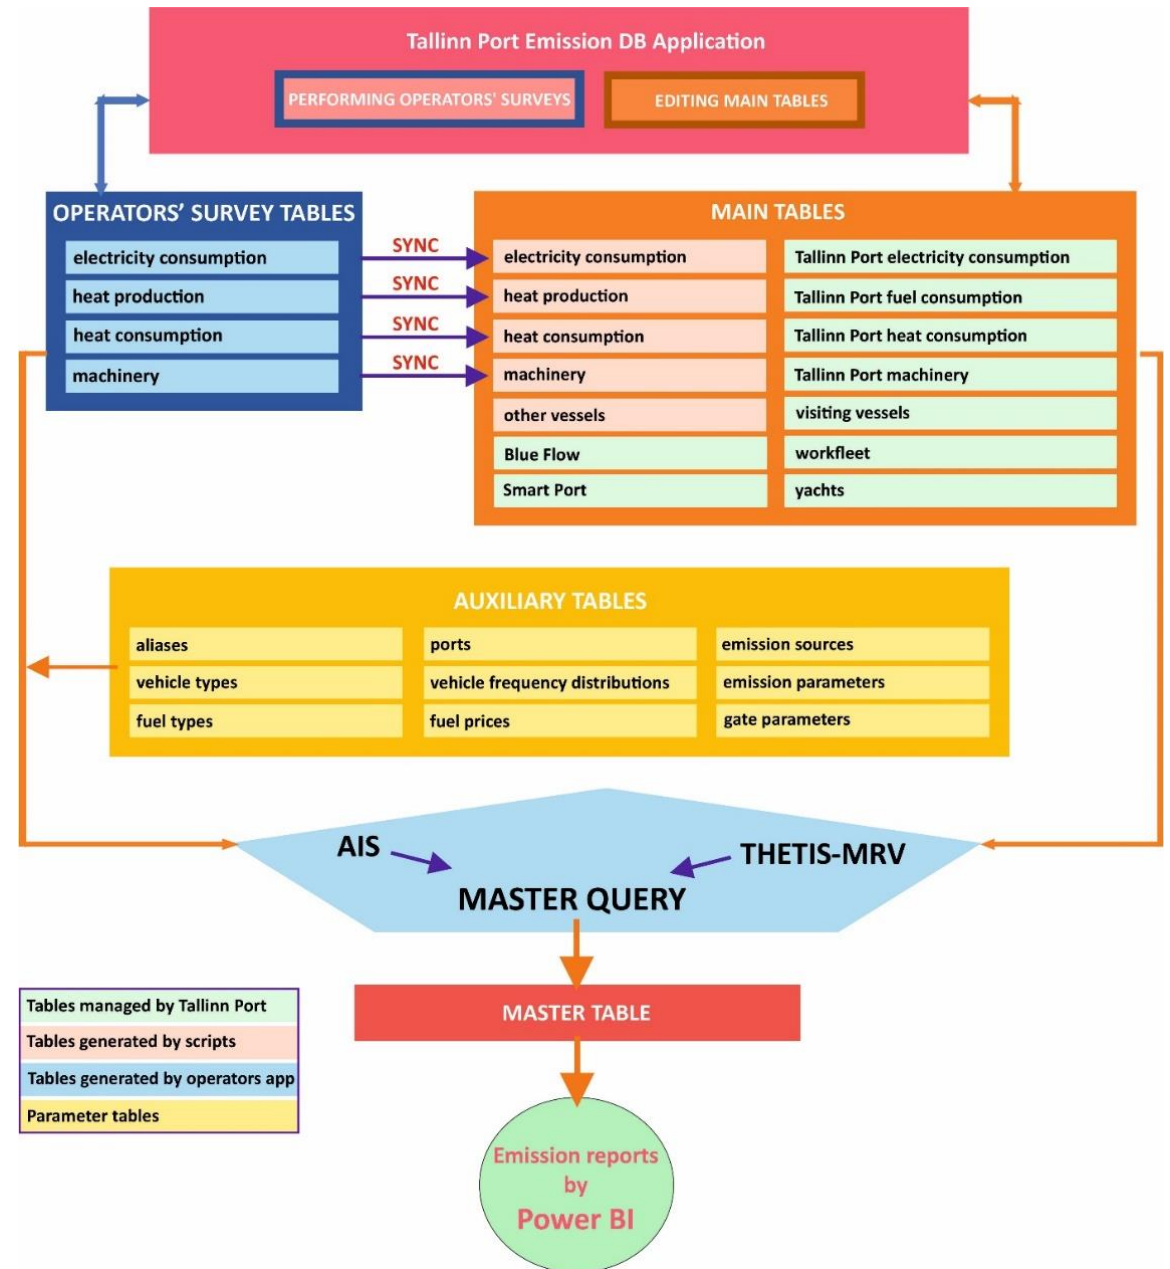 Tallinn Port Emission DB Application
PERFORMING OPERATORS' SURVEYS
EDITING MAIN TABLES
OPERATORS’ SURVEY TABLES
electricity consumption
heat production
heat consumption
machinery
SYNC
SYNC
SYNC
SYNC
MAIN TABLES
electricity consumption
heat production
heat consumption
machinery
other vessels
Blue Flow
Smart Port
Tallinn Port electricity consumption
Tallinn Port fuel consumption
Tallinn Port heat consumption
Tallinn Port machinery
visiting vessels
workfleet
yachts
AUXILIARY TABLES
aliases
vehicle types
fuel types
ports
vehicle frequency distributions
fuel prices
emission sources
emission parameters
gate parameters
AIS
THETIS-MRV
MASTER QUERY
MASTER TABLE
Tables managed by Tallinn Port
Tables generated by scripts
Tables generated by operators app
Parameter tables
Emission reports
by
Power BI